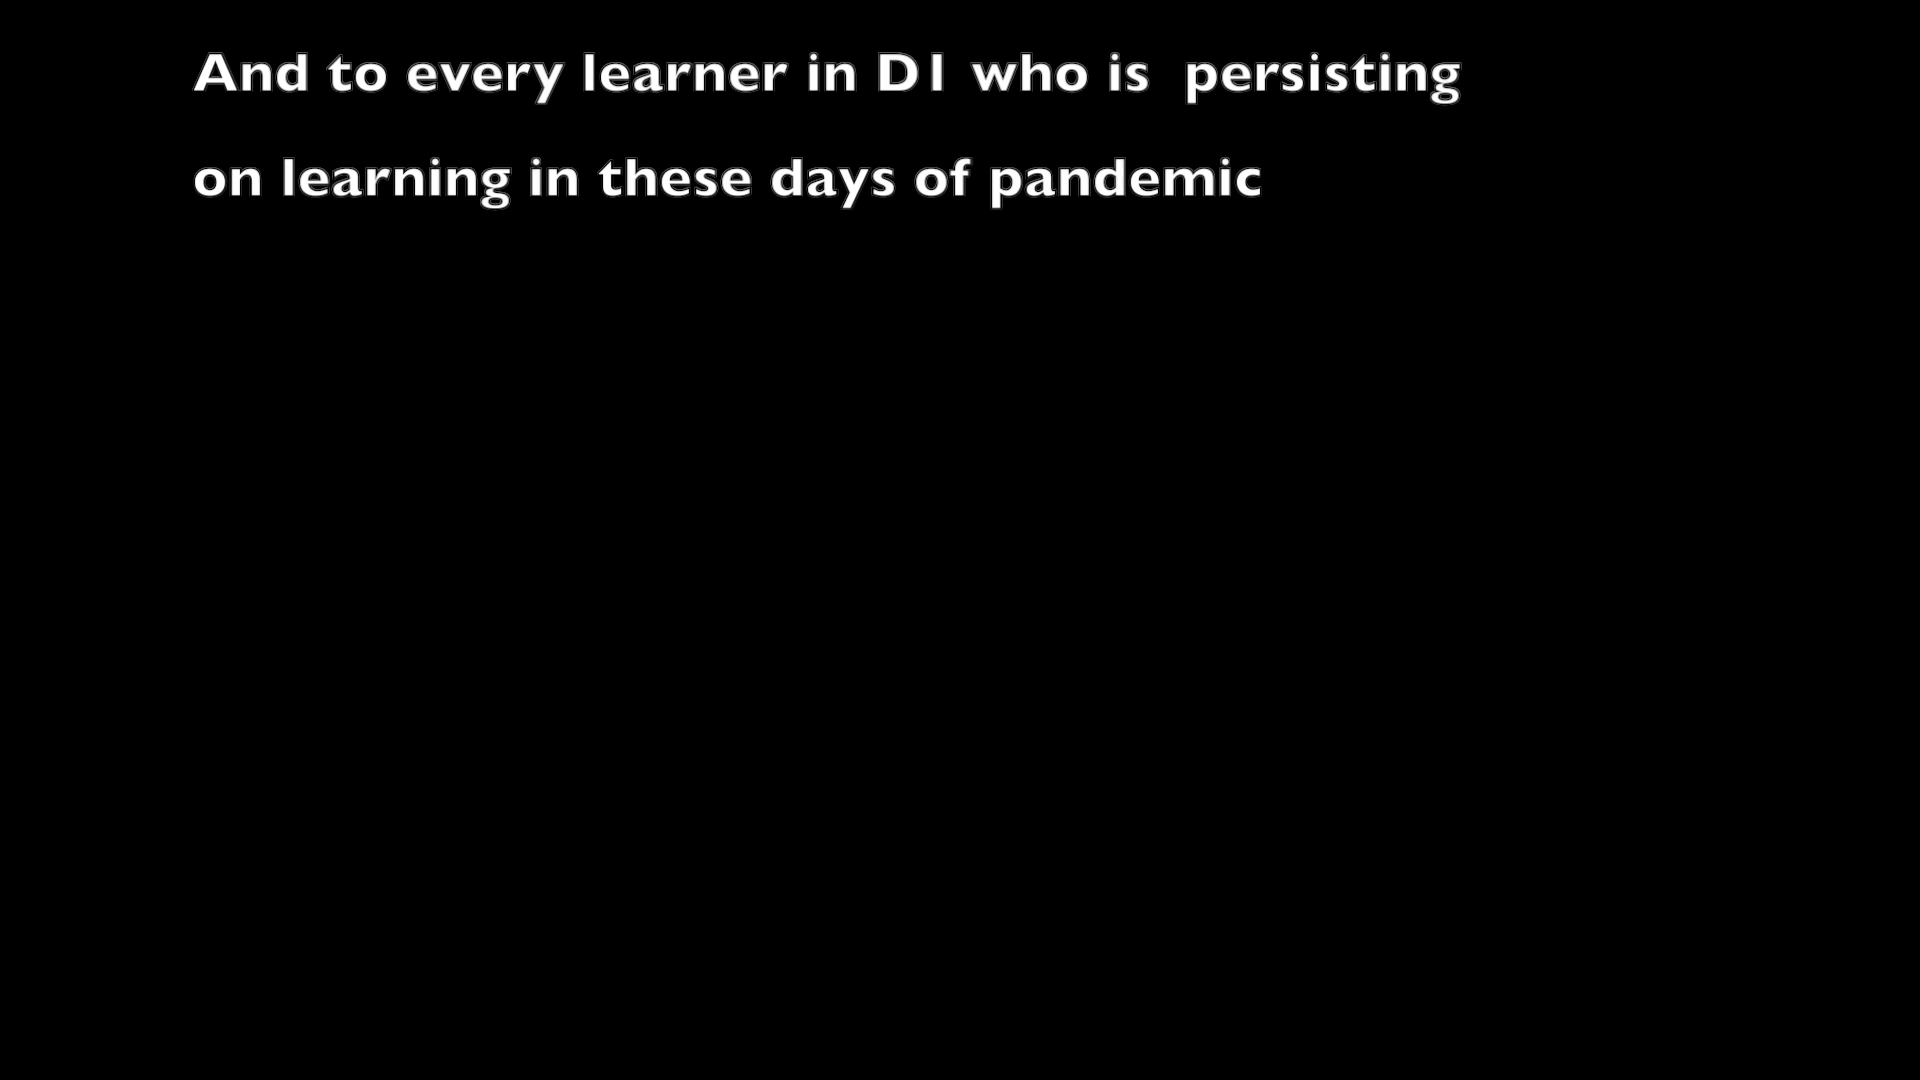 And to every learner in D1 who is  persisting
on learning in these days of pandemic